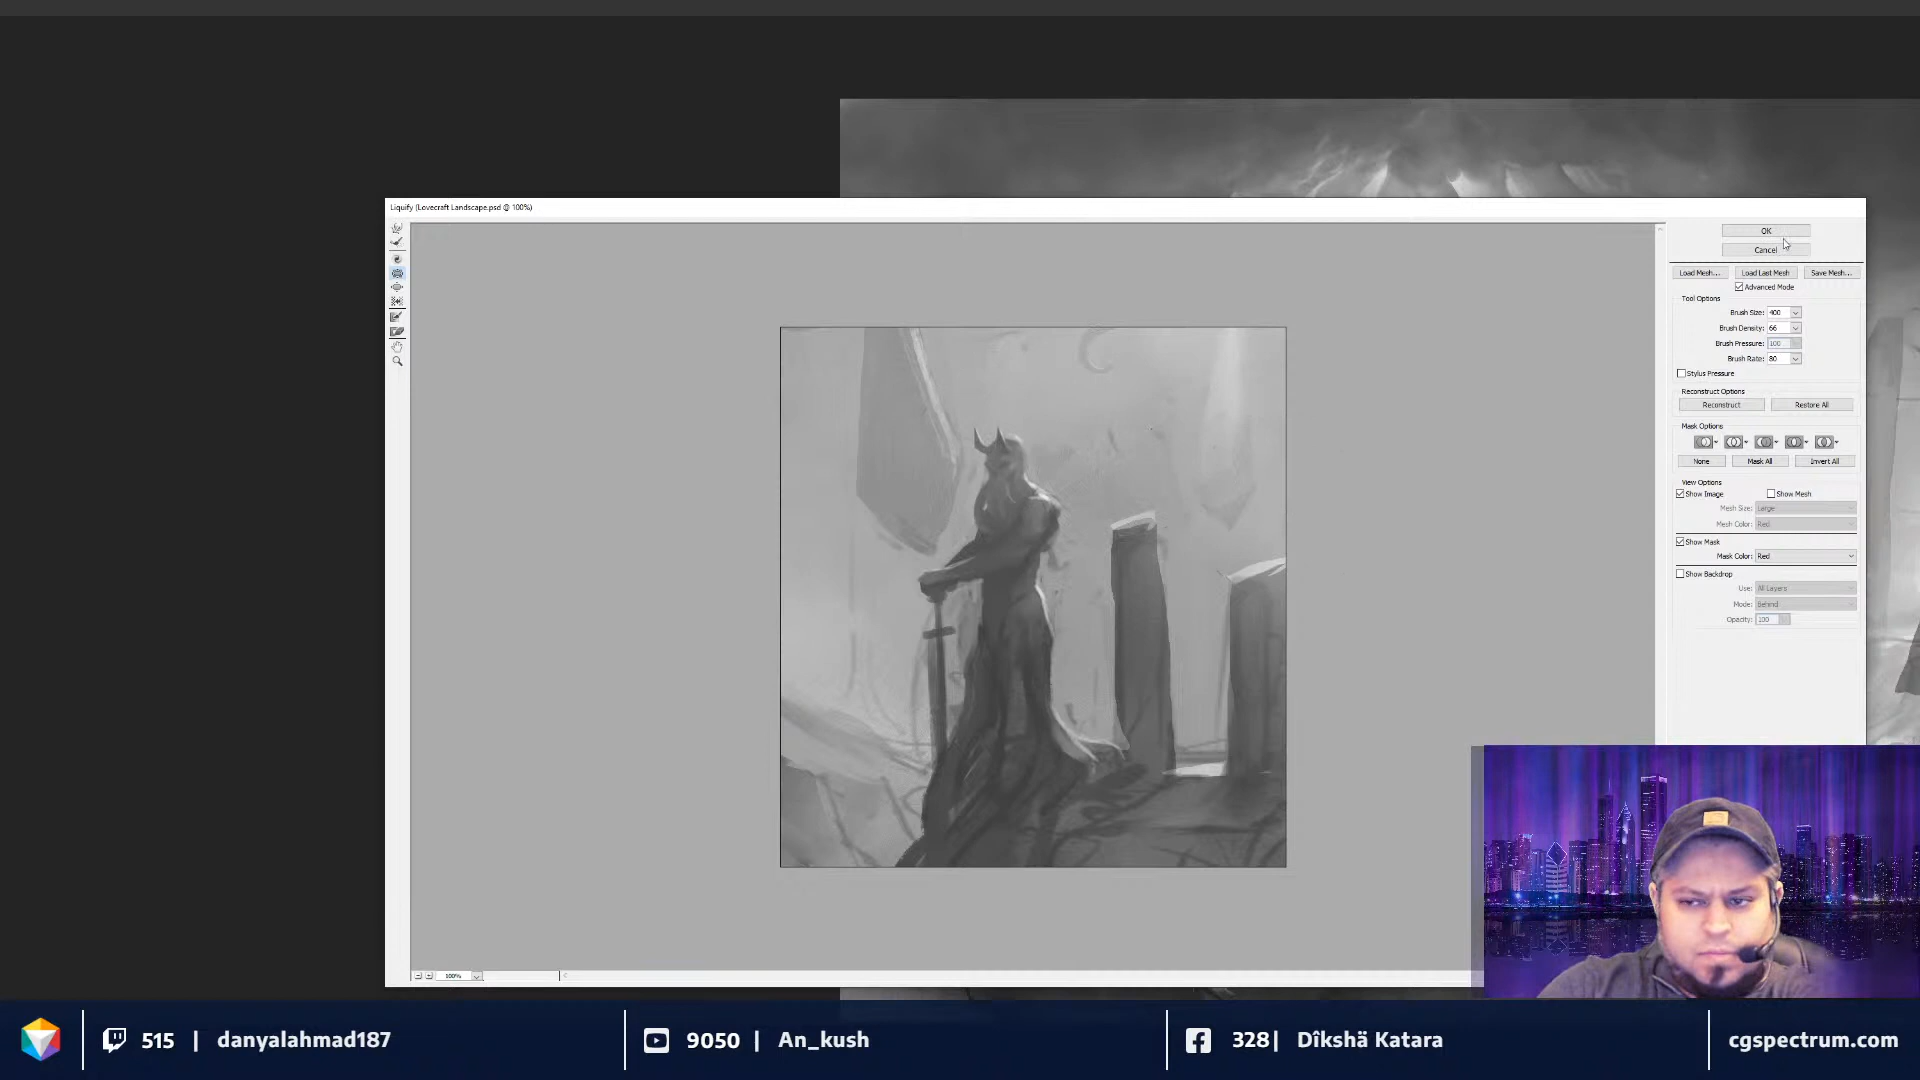 Liquify (Lovecraft Landscape.psd @ 100%)
OK
Cancel
Load Mesh... Load Last Mesh Save Mesh...
Advanced Mode
Tool Options
Brush Size: 400
Brush Density: 66
Brush Pressure: 100
Brush Rate: 80
Stylus Pressure
Reconstruct Options
Reconstruct Restore All
Mask Options
None Mask All Invert All
View Options
Show Image Show Mesh
Mesh Size: Large
Mesh Color: Red
Show Mask
Mask Color: Red
Show Backdrop
Use: All Layers
Mode: Behind
Opacity: 100
100%
515 | danyalahmad187
9050 | An_kush
328 | Dîkshä Katara
cgspectrum.com